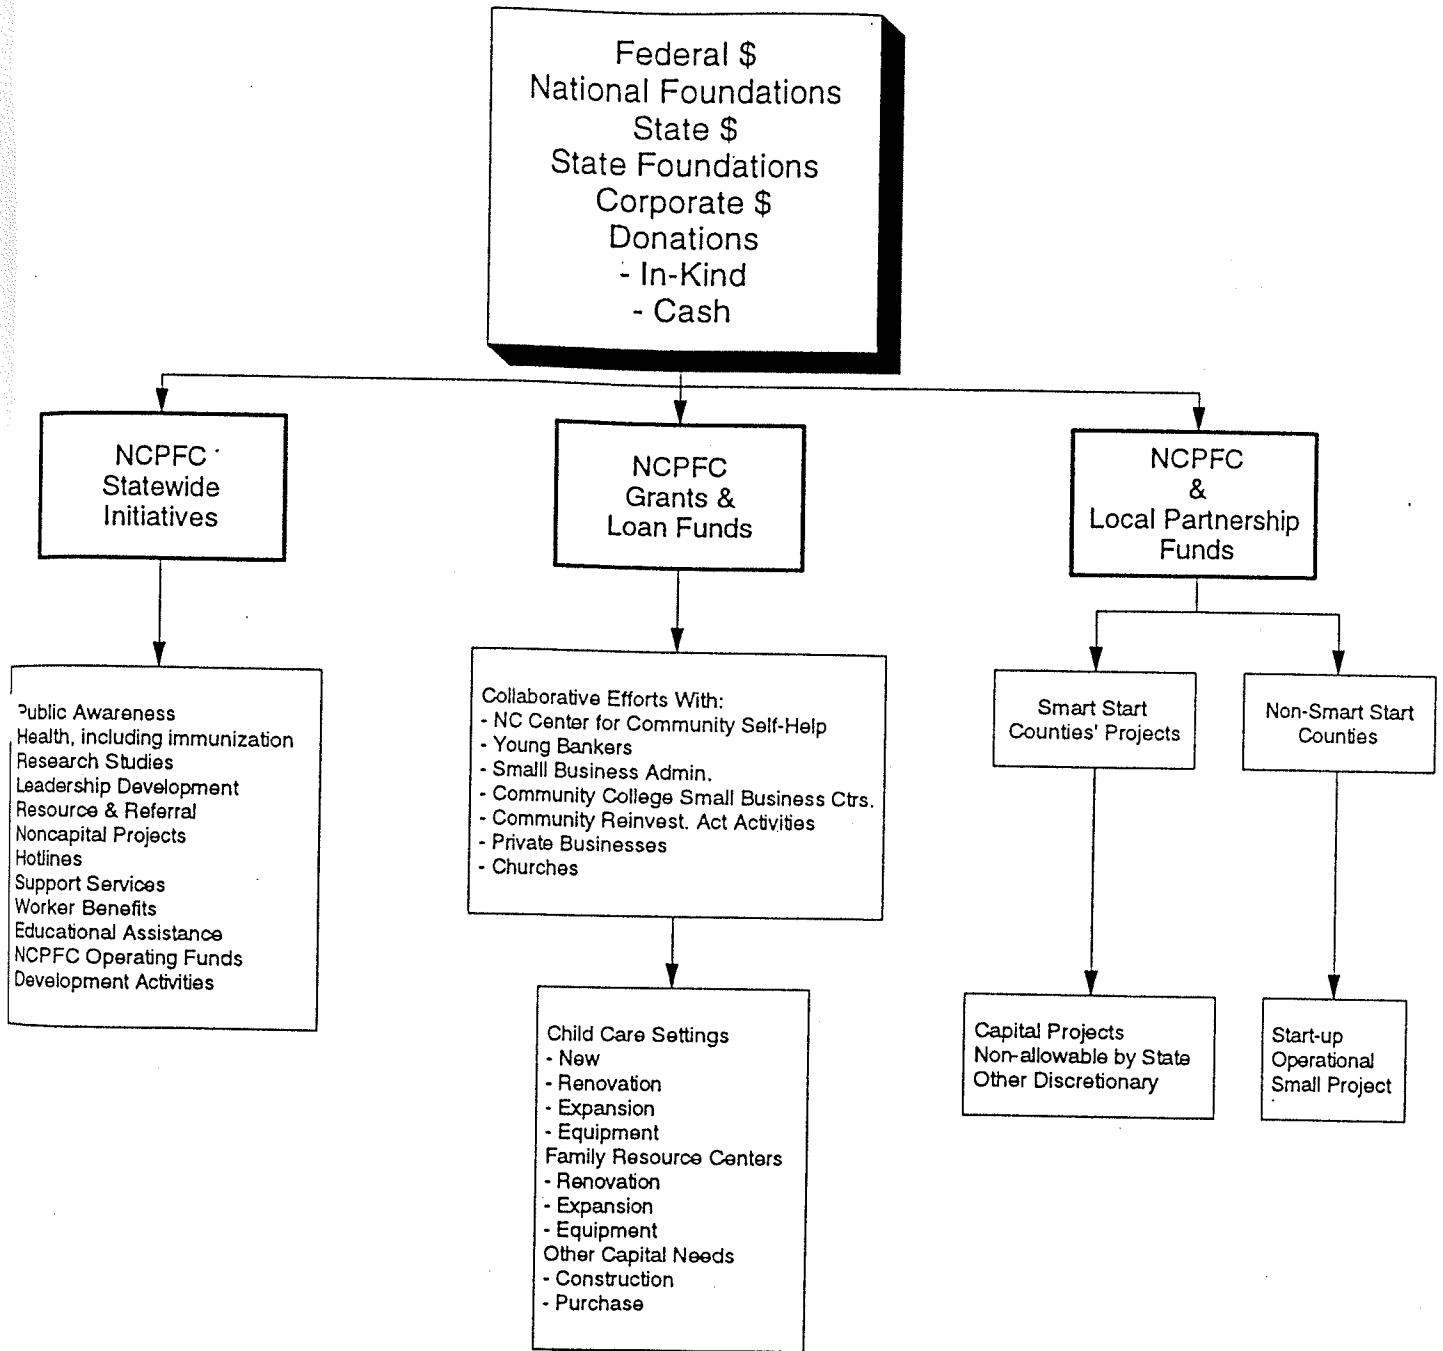 Federal $
National Foundations
State $
State Foundations
Corporate $
Donations
- In-Kind
- Cash
NCPFC
Statewide
Initiatives
NCPFC
Grants &
Loan Funds
NCPFC
&
Local Partnership
Funds
Public Awareness
Health, including immunization
Research Studies
Leadership Development
Resource & Referral
Noncapital Projects
Hotlines
Support Services
Worker Benefits
Educational Assistance
NCPFC Operating Funds
Development Activities
Collaborative Efforts With:
- NC Center for Community Self-Help
- Young Bankers
- Smalll Business Admin.
- Community College Small Business Ctrs.
- Community Reinvest. Act Activities
- Private Businesses
- Churches
Child Care Settings
- New
- Renovation
- Expansion
- Equipment
Family Resource Centers
- Renovation
- Expansion
- Equipment
Other Capital Needs
- Construction
- Purchase
Smart Start
Counties' Projects
Non-Smart Start
Counties
Capital Projects
Non-allowable by State
Other Discretionary
Start-up
Operational
Small Project